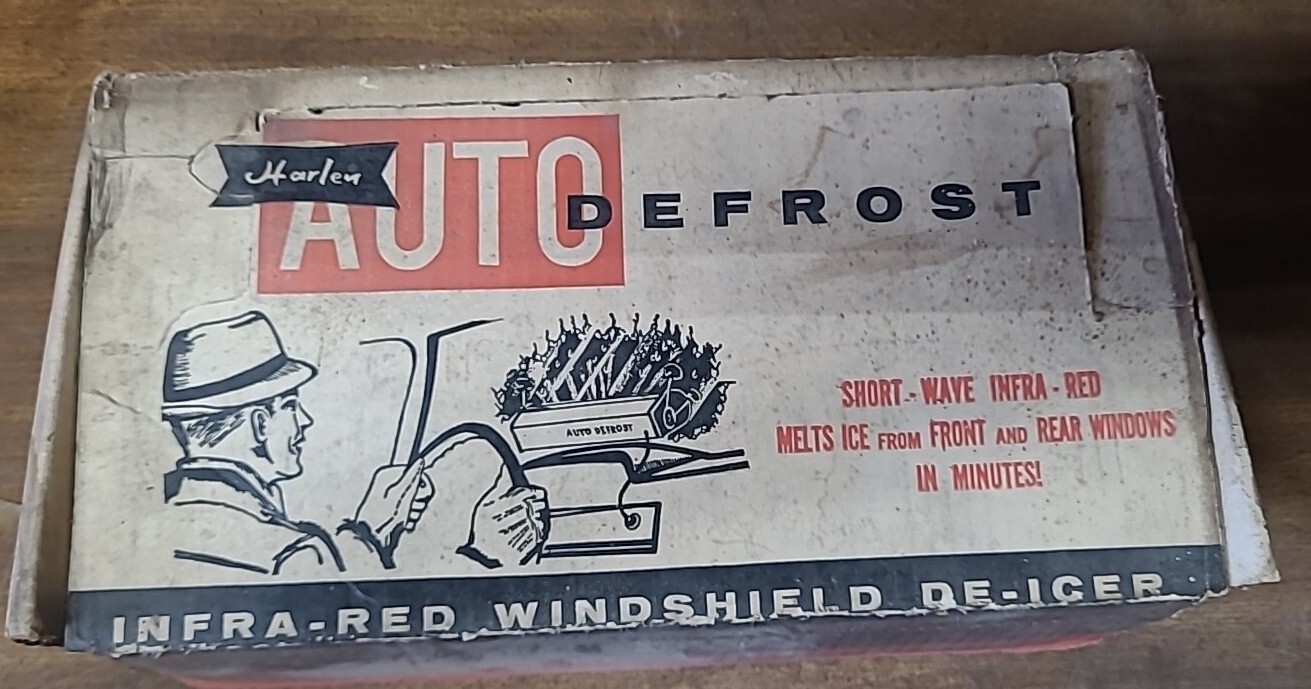 Harlen
AUTO DEFROST
AUTO DEFROST
SHORT-WAVE INFRA-RED
MELTS ICE FROM FRONT AND REAR WINDOWS
IN MINUTES!
INFRA-RED WINDSHIELD DE-ICER